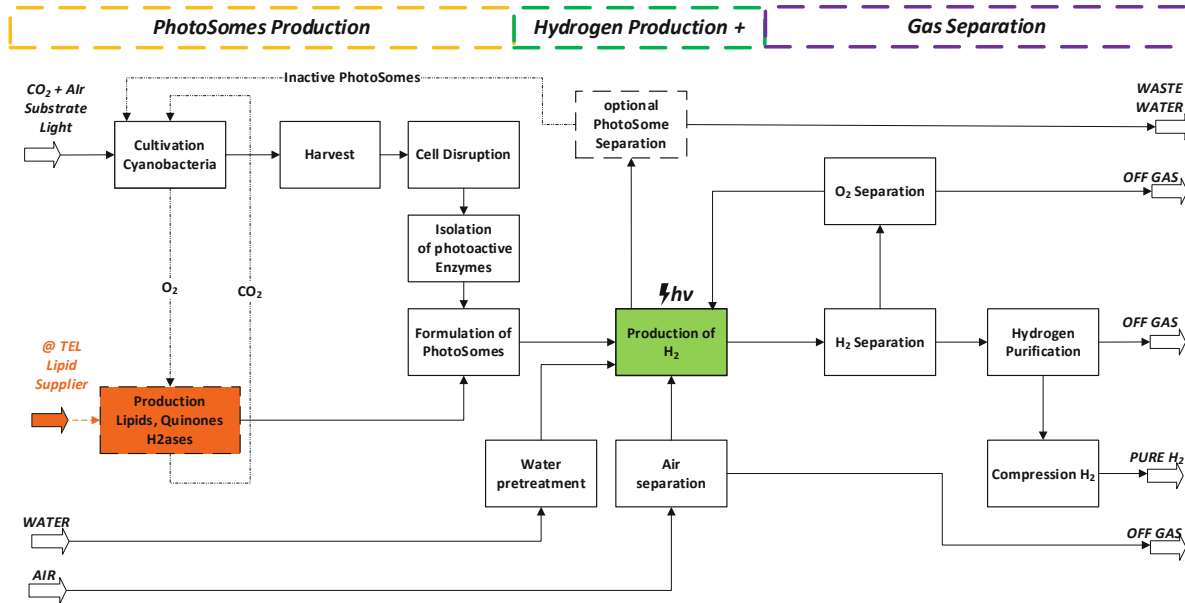 PhotoSomes Production
Hydrogen Production +
Gas Separation
Inactive PhotoSomes
CO₂ + AIr
Substrate
Light
Cultivation
Cyanobacteria
Harvest
Cell Disruption
optional
PhotoSome
Separation
WASTE
WATER
O₂ Separation
OFF GAS
Isolation
of photoactive
Enzymes
O₂
CO₂
hv
Formulation of
PhotoSomes
Production of
H₂
H₂ Separation
Hydrogen
Purification
OFF GAS
@ TEL
Lipid
Supplier
Production
Lipids, Quinones
H2ases
Water
pretreatment
Air
separation
Compression H₂
PURE H₂
WATER
OFF GAS
AIR